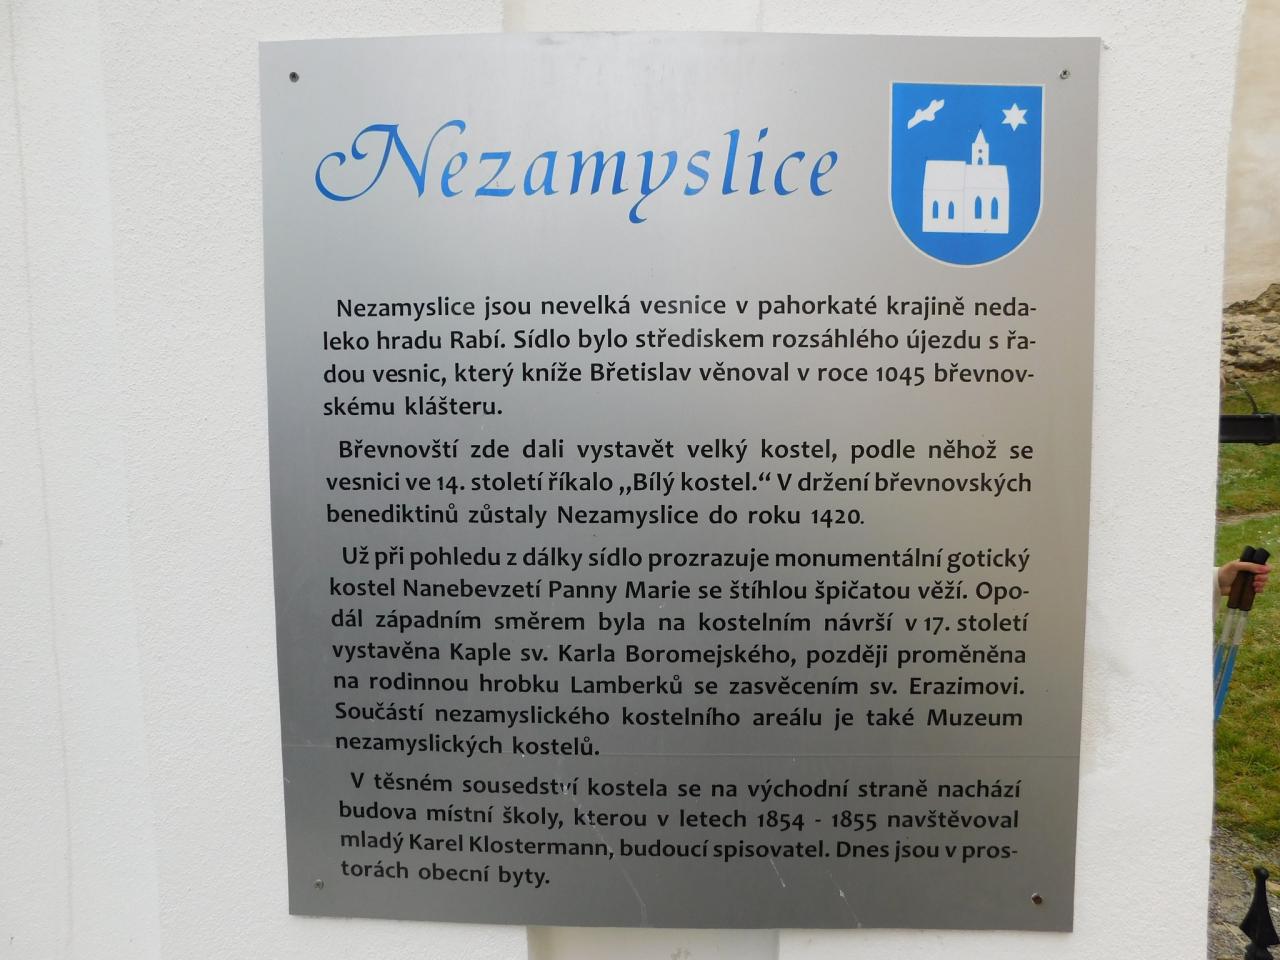 Nezamyslice
Nezamyslice jsou nevelká vesnice v pahorkaté krajině neda-
leko hradu Rabí. Sídlo bylo střediskem rozsáhlého újezdu s řa-
dou vesnic, který kníže Břetislav věnoval v roce 1045 břevnov-
skému klášteru.
Břevnovští zde dali vystavět velký kostel, podle něhož se
vesnici ve 14. století říkalo „Bílý kostel.“ V držení břevnovských
benediktinů zůstaly Nezamyslice do roku 1420.
Už při pohledu z dálky sídlo prozrazuje monumentální gotický
kostel Nanebevzetí Panny Marie se štíhlou špičatou věží. Opo-
dál západním směrem byla na kostelním návrší v 17. století
vystavěna Kaple sv. Karla Boromejského, později proměněna
na rodinnou hrobku Lamberků se zasvěcením sv. Erazimovi.
Součástí nezamyslického kostelního areálu je také Muzeum
nezamyslických kostelů.
V těsném sousedství kostela se na východní straně nachází
budova místní školy, kterou v letech 1854 - 1855 navštěvoval
mladý Karel Klostermann, budoucí spisovatel. Dnes jsou v pros-
torách obecní byty.